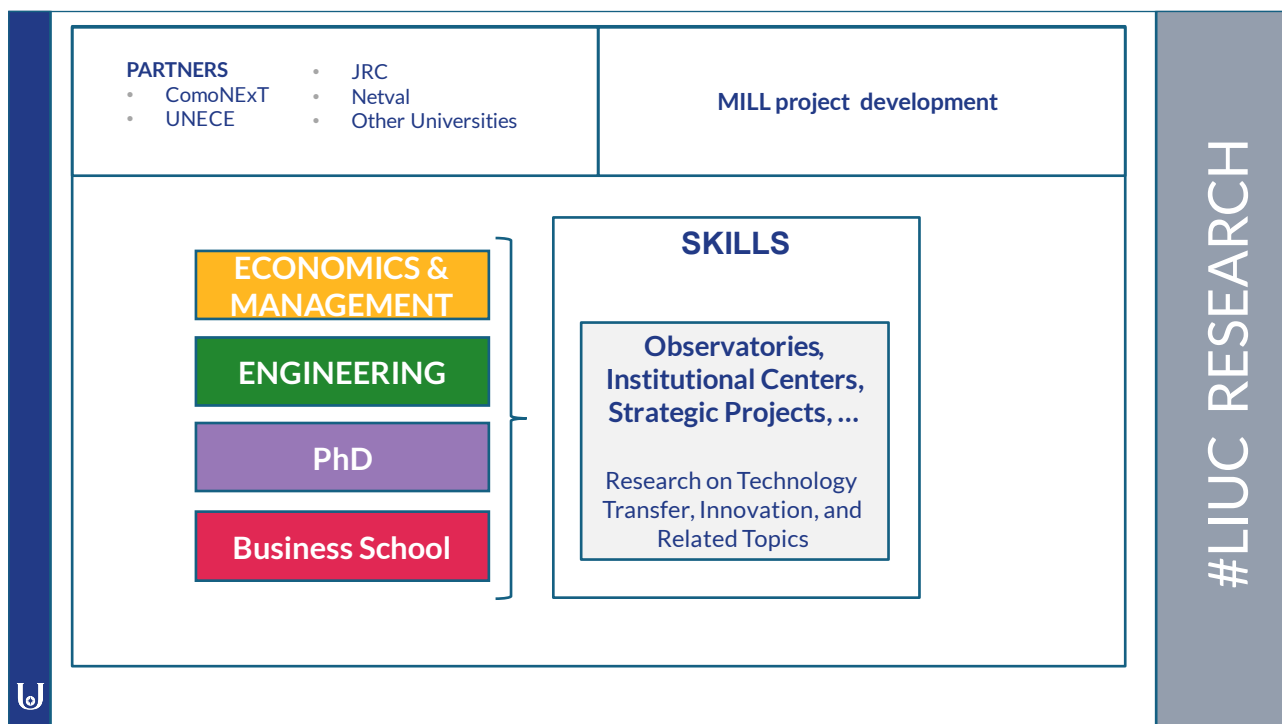 PARTNERS
• ComoNExT
• UNECE
• JRC
• Netval
• Other Universities
MILL project development
ECONOMICS &
MANAGEMENT
ENGINEERING
PhD
Business School
SKILLS
Observatories,
Institutional Centers,
Strategic Projects, ...
Research on Technology
Transfer, Innovation, and
Related Topics
#LIUC RESEARCH